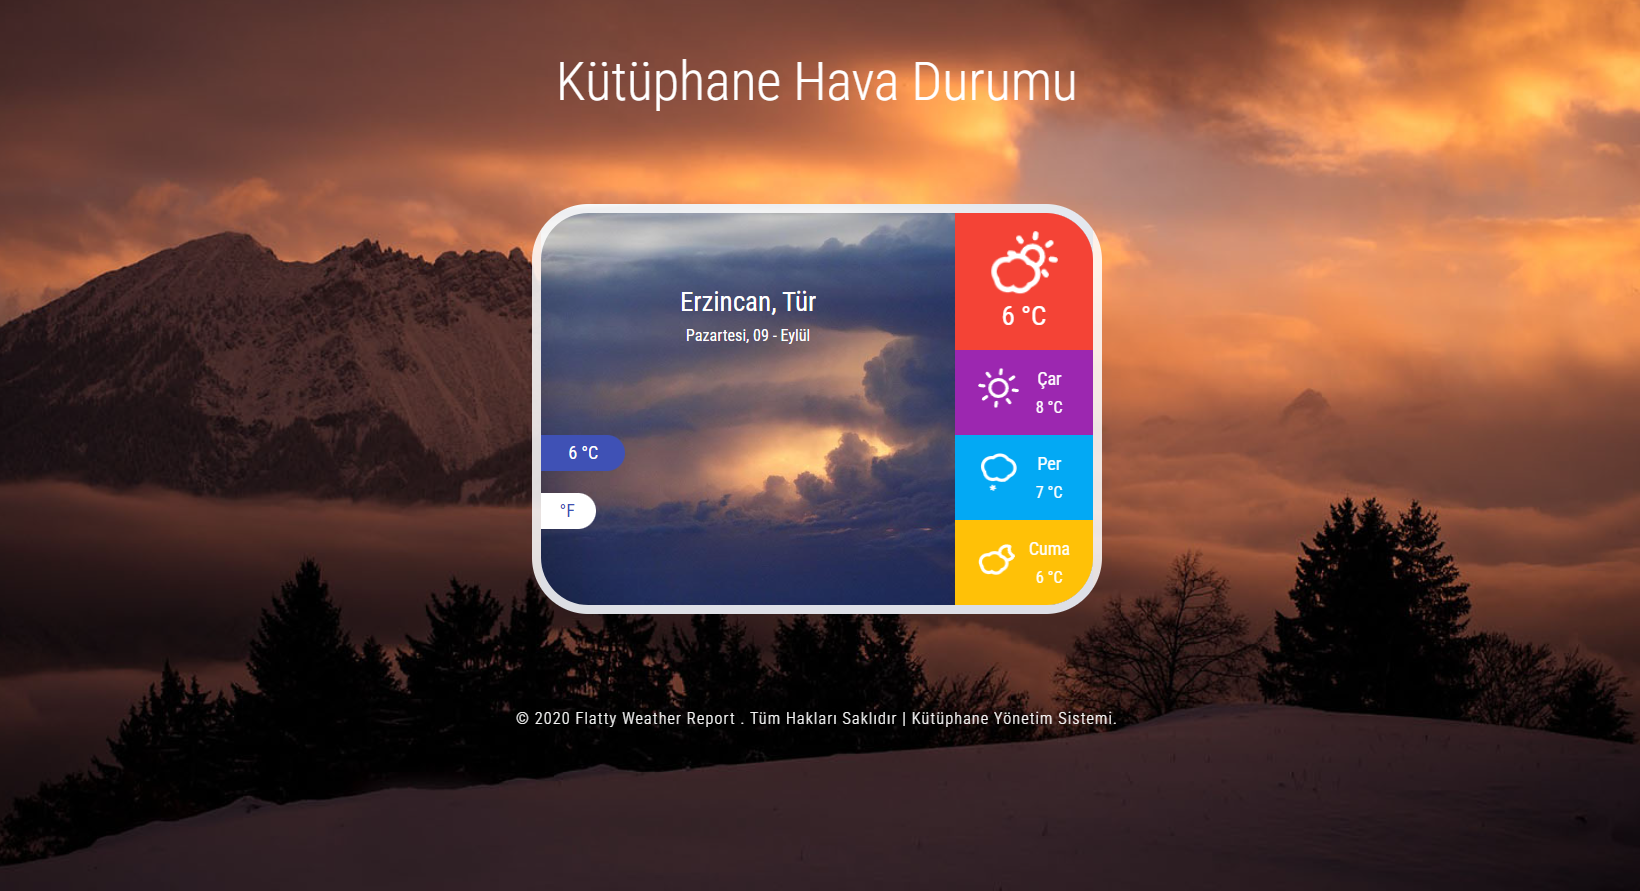 Kütüphane Hava Durumu
Erzincan, Tür
Pazartesi, 09 - Eylül
6 °C
°F
6 °C
Çar
8 °C
Per
7 °C
Cuma
6 °C
© 2020 Flatty Weather Report . Tüm Hakları Saklıdır | Kütüphane Yönetim Sistemi.